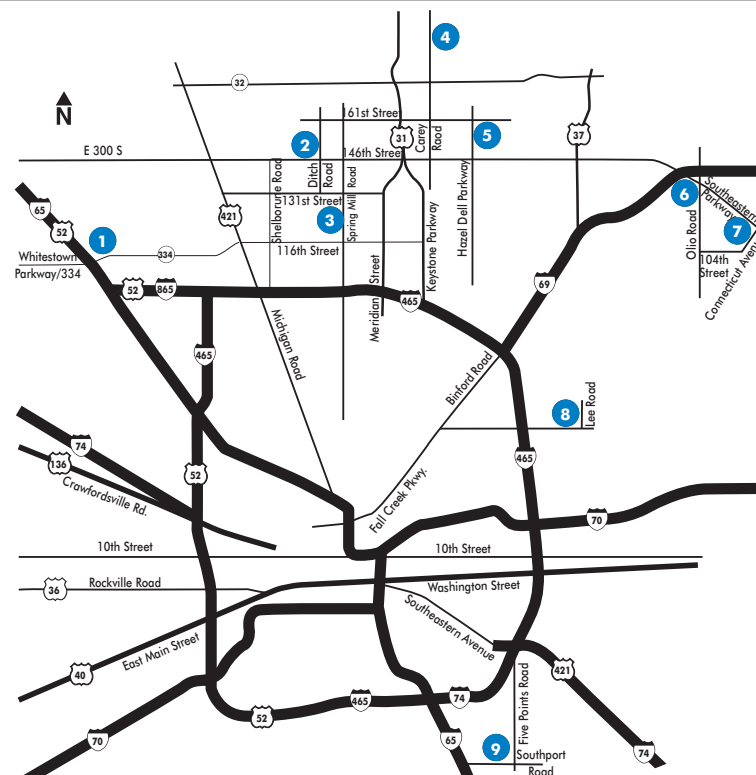 4
32
N
161st Street
31
Carey
Raod
5
37
2
E 300 S
146th Street
Shelborune Road
Ditch
Road
Spring Mill Road
Hazel Dell Parkway
Southeastern
Parkway
6
65
52
421
131st Street
3
Keystone Parkway
Olio Road
7
1
334
116th Street
Whitestown
Parkway/334
104th
Street
Connecticut Avenue
52
865
465
69
Meridian Street
Michigan Road
465
Binford Road
8
Lee Road
74
136
Crawfordsville Rd.
52
465
Fall Creek Pkwy.
70
10th Street
10th Street
36
Rockville Road
Washington Street
Southeastern Avenue
East Main Street
40
421
Five Points Road
52
465
74
70
65
9
Southport
Road
74